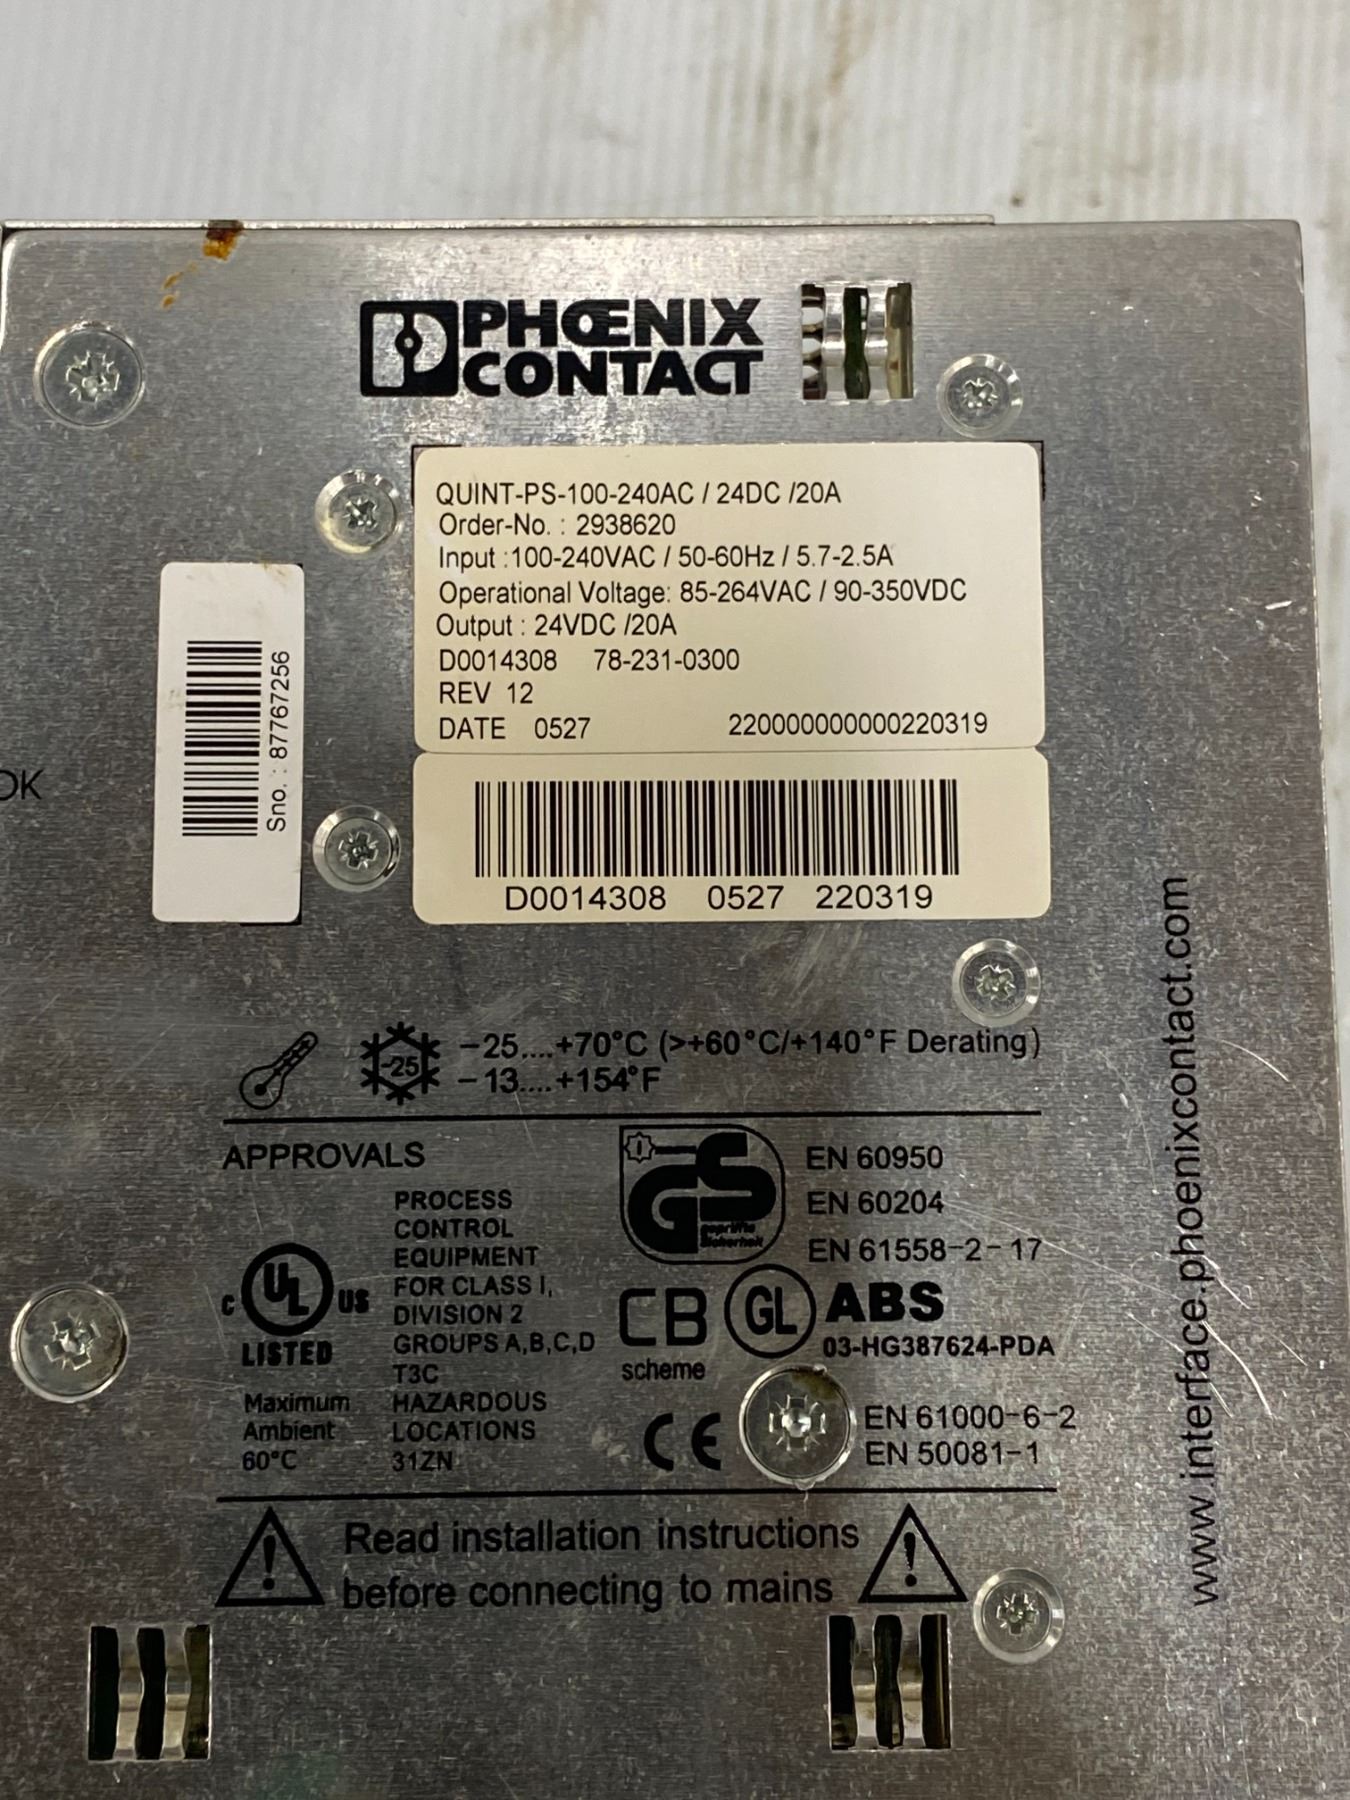 PHŒNIX
CONTACT
QUINT-PS-100-240AC / 24DC /20A
Order-No. : 2938620
Input :100-240VAC / 50-60Hz / 5.7-2.5A
Operational Voltage: 85-264VAC / 90-350VDC
Output : 24VDC /20A
D0014308 78-231-0300
REV 12
DATE 0527 220000000000220319
D0014308 0527 220319
Sno. : 87767256
OK
-25
−25....+70°C (>+60°C/+140°F Derating)
−13....+154°F
APPROVALS
C UL US
LISTED
Maximum
Ambient
60°C
PROCESS
CONTROL
EQUIPMENT
FOR CLASS I,
DIVISION 2
GROUPS A,B,C,D
T3C
HAZARDOUS
LOCATIONS
31ZN
GS
geprüfte
Sicherheit
EN 60950
EN 60204
EN 61558-2-17
CB
scheme
GL
ABS
03-HG387624-PDA
CE
EN 61000-6-2
EN 50081-1
Read installation instructions
before connecting to mains
www.interface.phoenixcontact.com